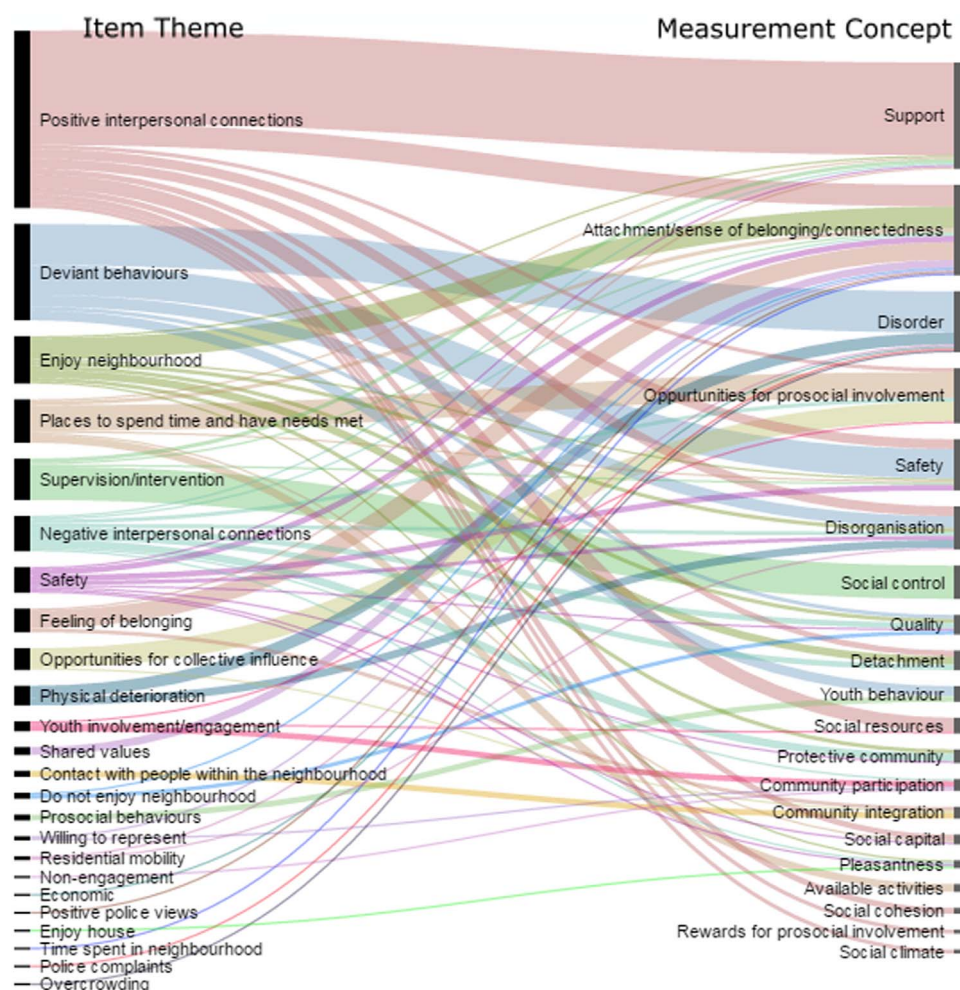 Item Theme
Measurement Concept
Positive interpersonal connections
Deviant behaviours
Enjoy neighbourhood
Places to spend time and have needs met
Supervision/intervention
Negative interpersonal connections
Safety
Feeling of belonging
Opportunities for collective influence
Physical deterioration
Youth involvement/engagement
Shared values
Contact with people within the neighbourhood
Do not enjoy neighbourhood
Prosocial behaviours
Willing to represent
Residential mobility
Non-engagement
Economic
Positive police views
Enjoy house
Time spent in neighbourhood
Police complaints
Overcrowding
Support
Attachment/sense of belonging/connectedness
Disorder
Oppurtunities for prosocial involvement
Safety
Disorganisation
Social control
Quality
Detachment
Youth behaviour
Social resources
Protective community
Community participation
Community integration
Social capital
Pleasantness
Available activities
Social cohesion
Rewards for prosocial involvement
Social climate